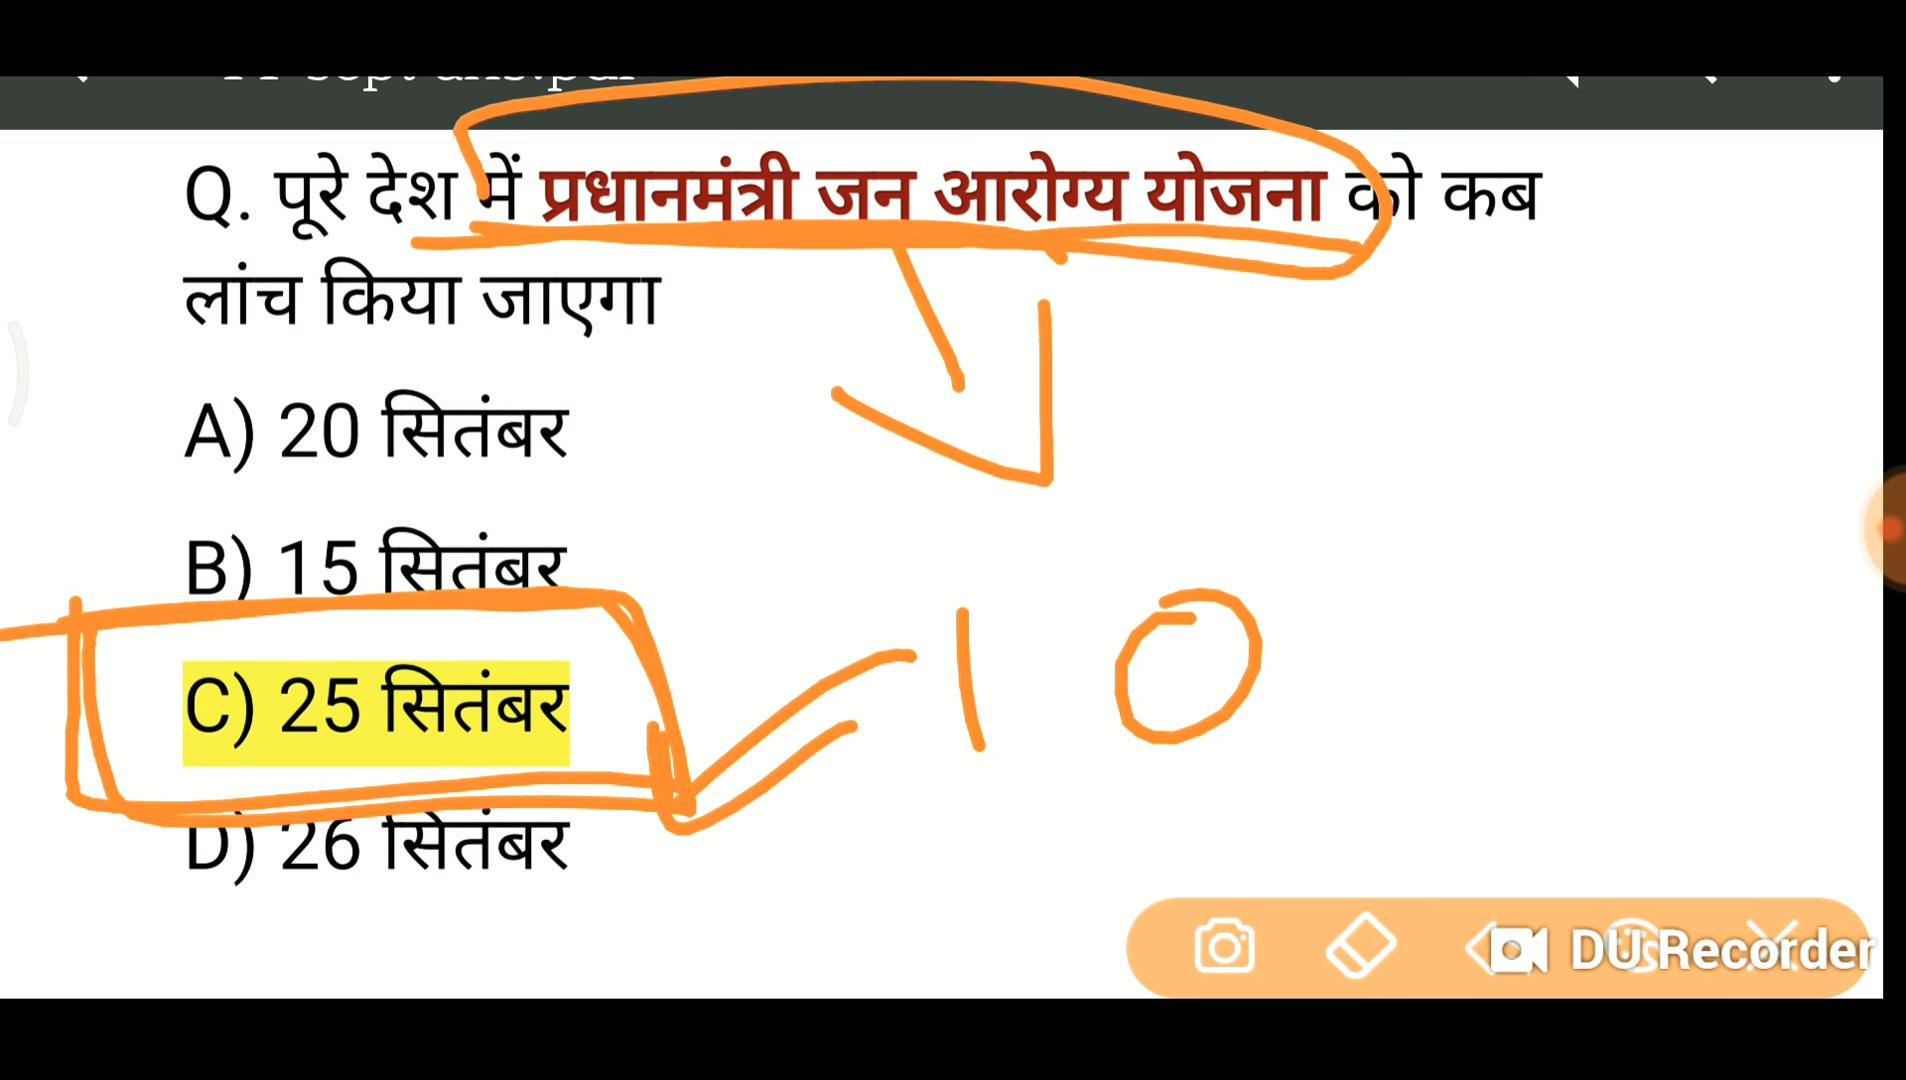 Q. पूरे देश में प्रधानमंत्री जन आरोग्य योजना को कब
लांच किया जाएगा
A) 20 सितंबर
B) 15 सितंबर
C) 25 सितंबर
10
D) 26 सितंबर
DU Recorder